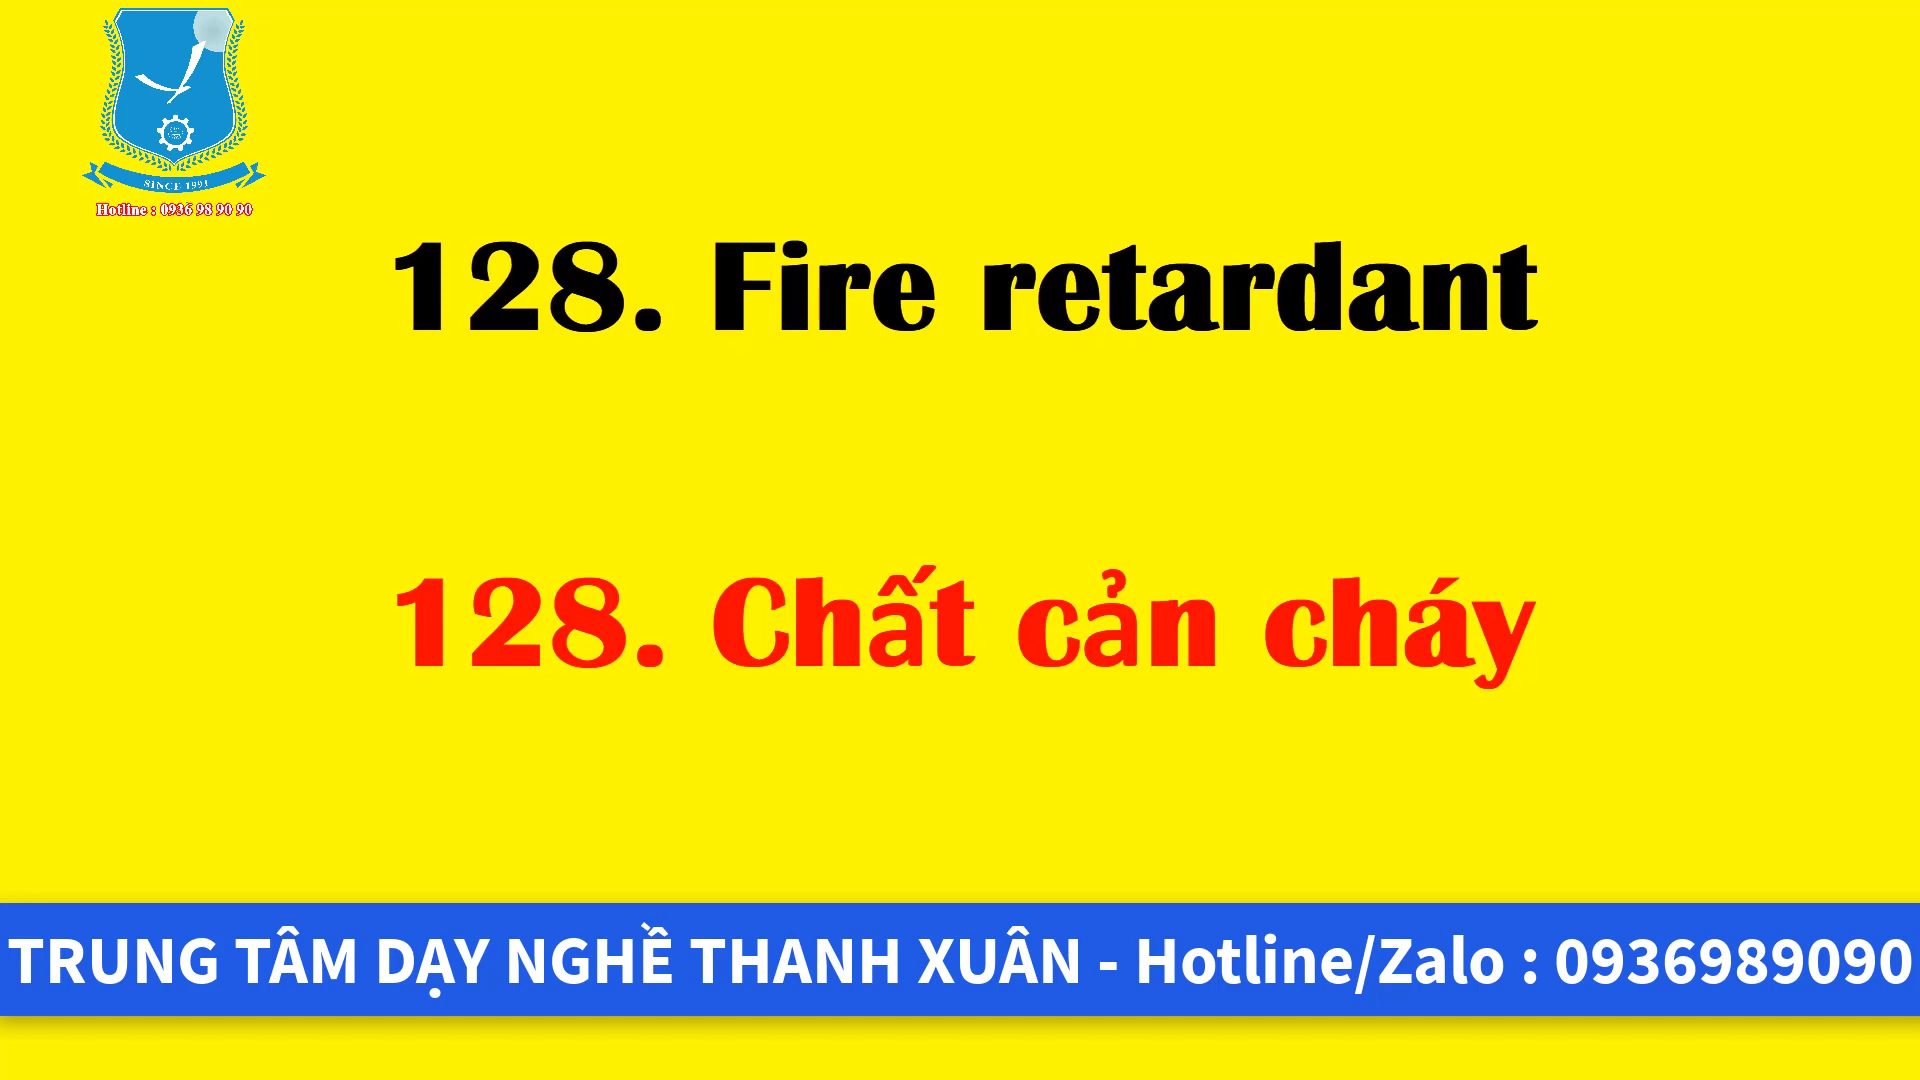 SINCE 1991
Hotline : 0936 98 90 90
128. Fire retardant
128. Chất cản cháy
TRUNG TÂM DẠY NGHỀ THANH XUÂN - Hotline/Zalo : 0936989090